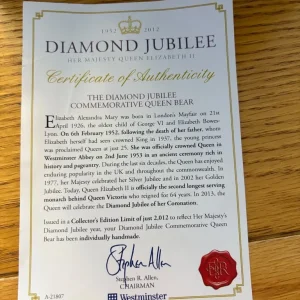 1952 2012
DIAMOND JUBILEE
HER MAJESTY QUEEN ELIZABETH II
Certificate of Authenticity
THE DIAMOND JUBILEE
COMMEMORATIVE QUEEN BEAR
Elizabeth Alexandra Mary was born in London's Mayfair on 21st
April 1926, the eldest child of George VI and Elizabeth Bowes-
Lyon. On 6th February 1952, following the death of her father, whom
Elizabeth herself had seen crowned King in 1937, the young princess
was proclaimed Queen at just 25. She was officially crowned Queen in
Westminster Abbey on 2nd June 1953 in an ancient ceremony rich in
history and pageantry. During the last six decades, the Queen has enjoyed
enduring popularity in the UK and throughout the commonwealth. In
1977, her Majesty celebrated her Silver Jubilee and in 2002 her Golden
Jubilee. Today, Queen Elizabeth II is officially the second longest serving
monarch behind Queen Victoria who reigned for 64 years. In 2013, the
Queen will celebrate the Diamond Jubilee of her Coronation.
Issued in a Collector's Edition Limit of just 2,012 to reflect Her Majesty's
Diamond Jubilee year, your Diamond Jubilee Commemorative Queen
Bear has been individually handmade.
Stephen Allen
Stephen R. Allen,
CHAIRMAN
A-21807
Westminster